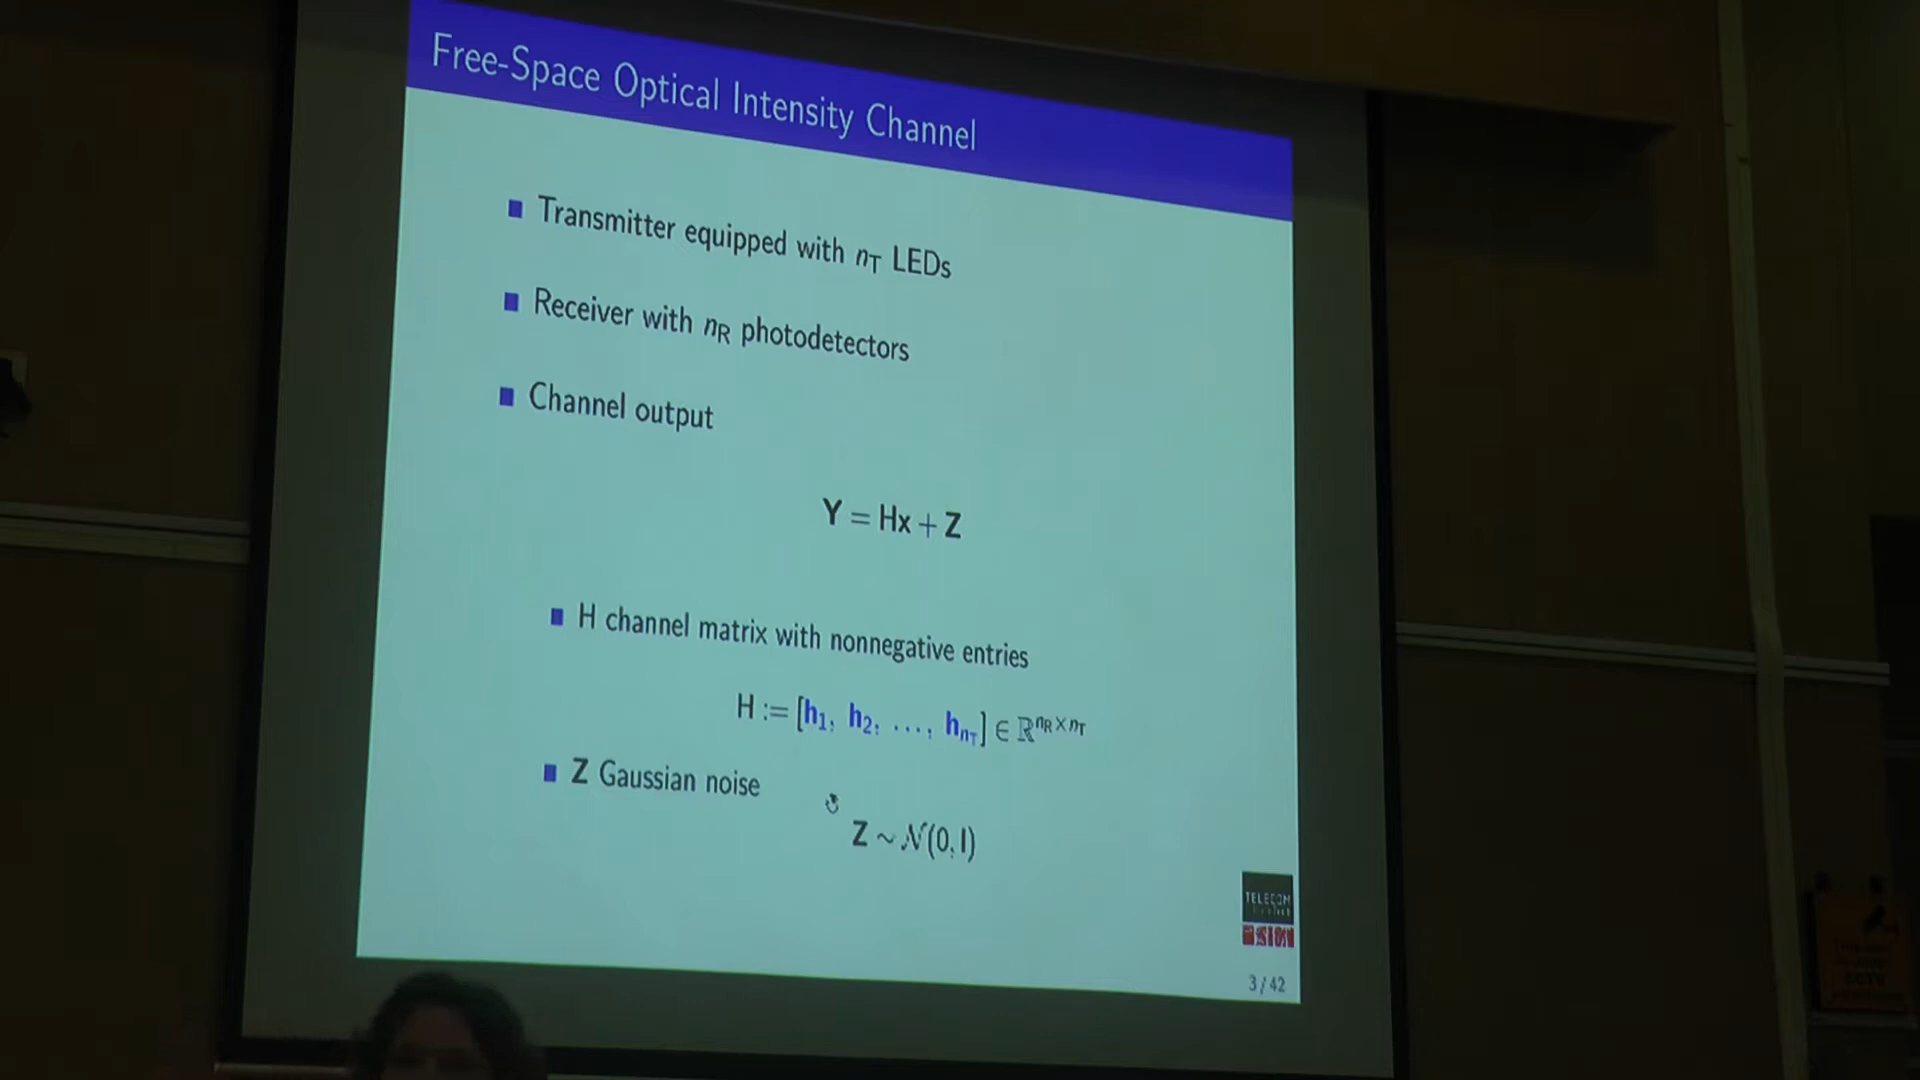 Free-Space Optical Intensity Channel
Transmitter equipped with n_T LEDs
Receiver with n_R photodetectors
Channel output
Y = Hx + Z
H channel matrix with nonnegative entries
H := [h_1, h_2, ..., h_{n_T}] ∈ ℝ^{n_R × n_T}
Z Gaussian noise
Z ~ 𝒩(0, I)
TELECOM
3 / 42